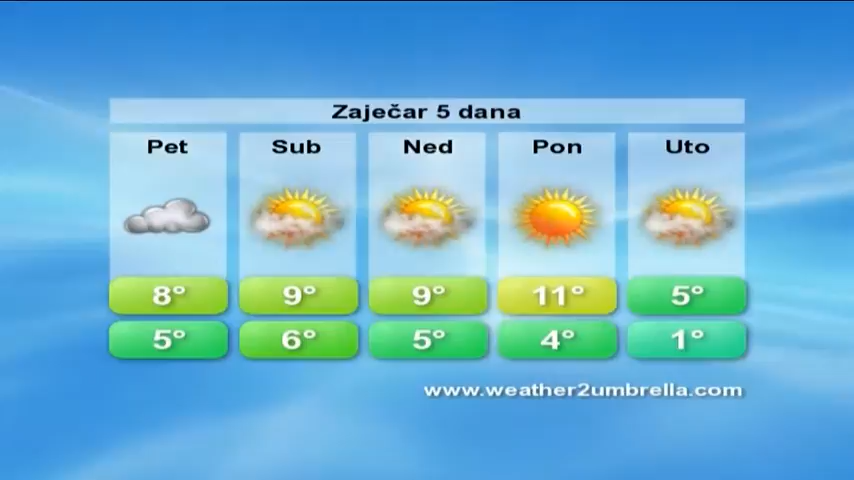 Zaječar 5 dana
Pet Sub Ned Pon Uto
8° 9° 9° 11° 5°
5° 6° 5° 4° 1°
www.weather2umbrella.com